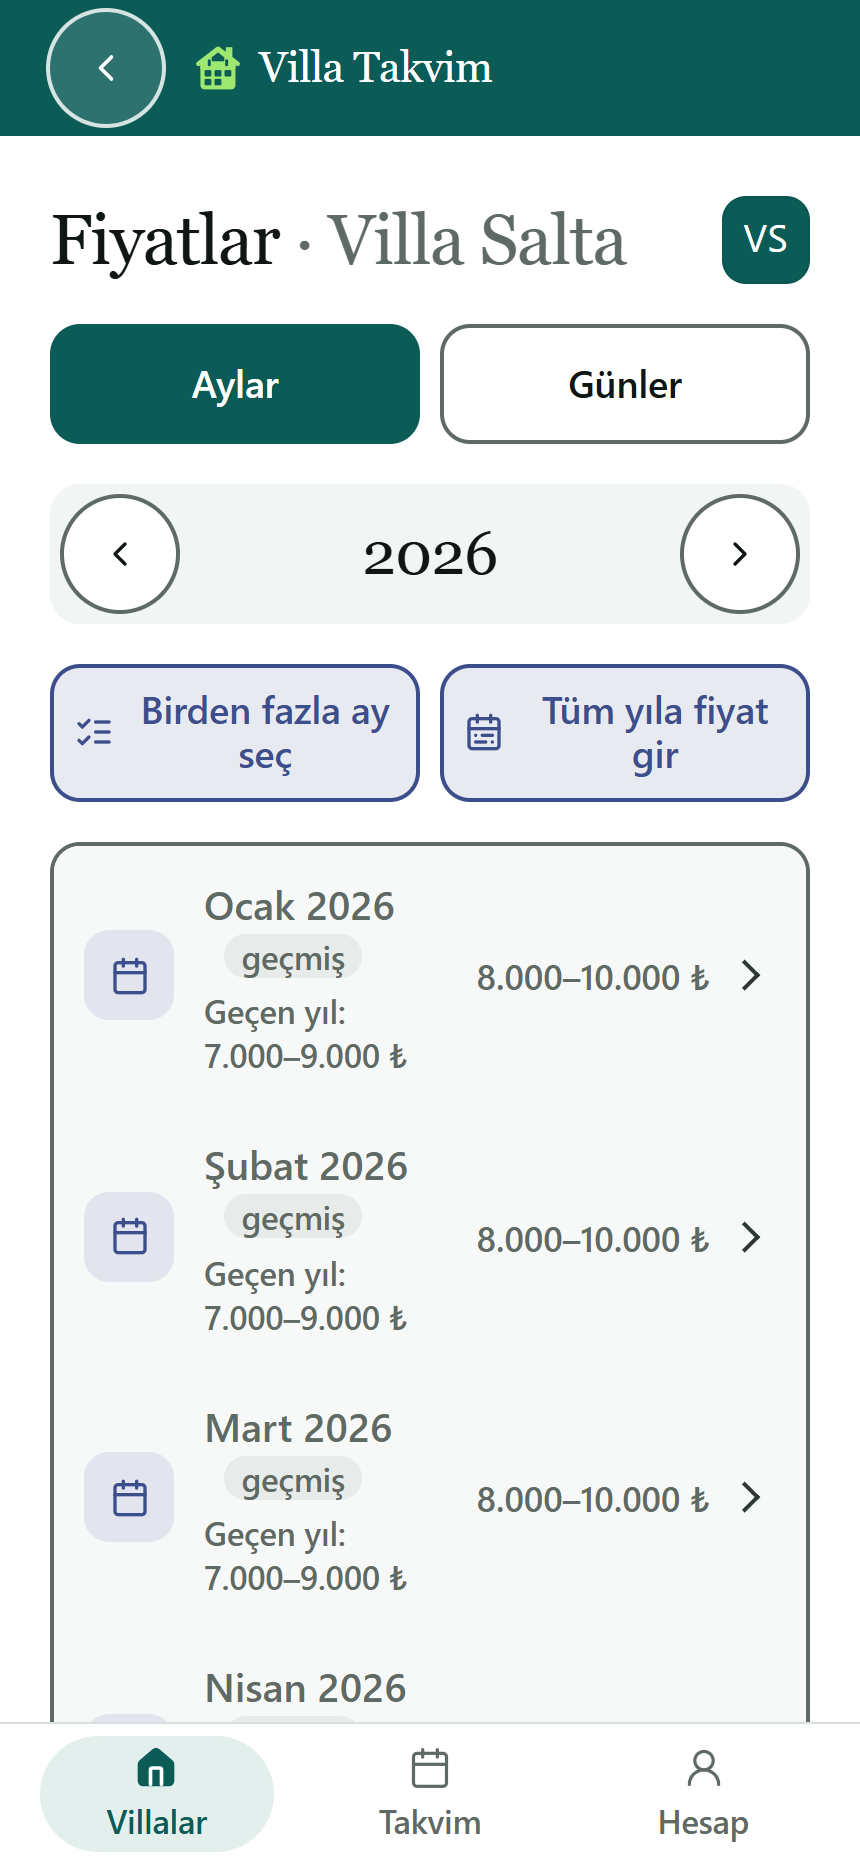 Villa Takvim
Fiyatlar · Villa Salta
VS
Aylar
Günler
2026
Birden fazla ay
seç
Tüm yıla fiyat
gir
Ocak 2026
geçmiş
Geçen yıl:
7.000–9.000 ₺
8.000–10.000 ₺
Şubat 2026
geçmiş
Geçen yıl:
7.000–9.000 ₺
8.000–10.000 ₺
Mart 2026
geçmiş
Geçen yıl:
7.000–9.000 ₺
8.000–10.000 ₺
Nisan 2026
Villalar
Takvim
Hesap